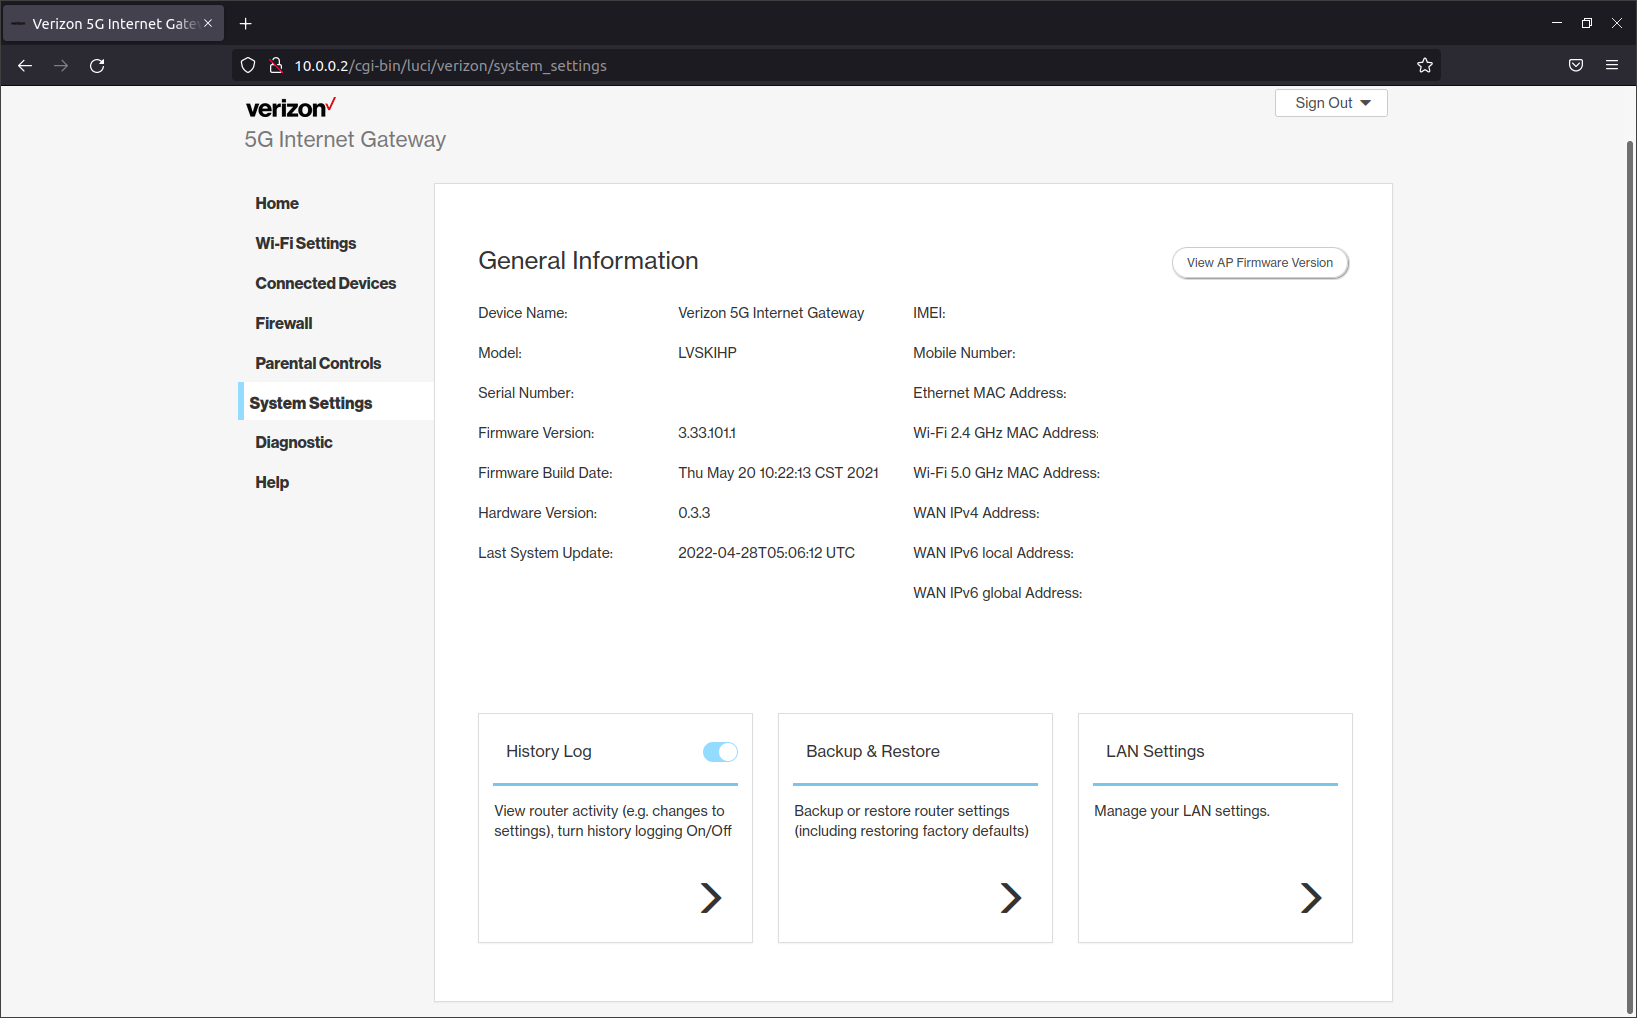 Verizon 5G Internet Gatew
10.0.0.2/cgi-bin/luci/verizon/system_settings
verizon
Sign Out
5G Internet Gateway
Home
Wi-Fi Settings
Connected Devices
Firewall
Parental Controls
System Settings
Diagnostic
Help
General Information
View AP Firmware Version
Device Name: Verizon 5G Internet Gateway IMEI:
Model: LVSKIHP Mobile Number:
Serial Number: Ethernet MAC Address:
Firmware Version: 3.33.101.1 Wi-Fi 2.4 GHz MAC Address:
Firmware Build Date: Thu May 20 10:22:13 CST 2021 Wi-Fi 5.0 GHz MAC Address:
Hardware Version: 0.3.3 WAN IPv4 Address:
Last System Update: 2022-04-28T05:06:12 UTC WAN IPv6 local Address:
WAN IPv6 global Address:
History Log
View router activity (e.g. changes to
settings), turn history logging On/Off
Backup & Restore
Backup or restore router settings
(including restoring factory defaults)
LAN Settings
Manage your LAN settings.